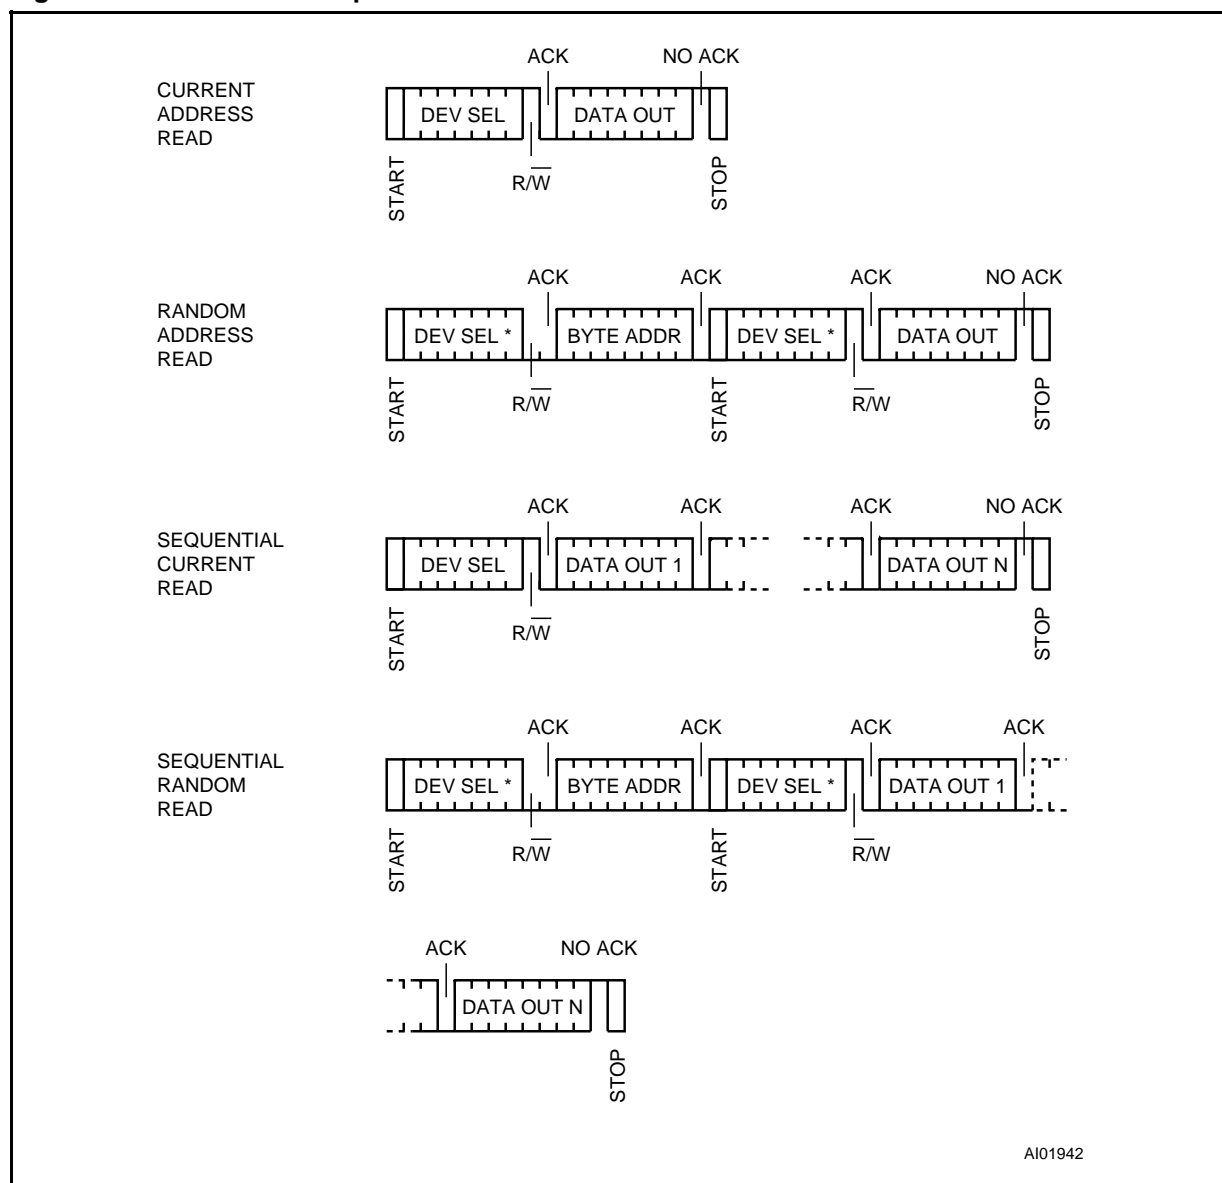 ACK NO ACK
CURRENT
ADDRESS
READ
DEV SEL DATA OUT
START R/W̅ STOP
ACK ACK ACK NO ACK
RANDOM
ADDRESS
READ
DEV SEL * BYTE ADDR DEV SEL * DATA OUT
START R/W̅ START R̅/W STOP
ACK ACK ACK NO ACK
SEQUENTIAL
CURRENT
READ
DEV SEL DATA OUT 1 DATA OUT N
START R/W̅ STOP
ACK ACK ACK ACK
SEQUENTIAL
RANDOM
READ
DEV SEL * BYTE ADDR DEV SEL * DATA OUT 1
START R/W̅ START R̅/W
ACK NO ACK
DATA OUT N
STOP
AI01942